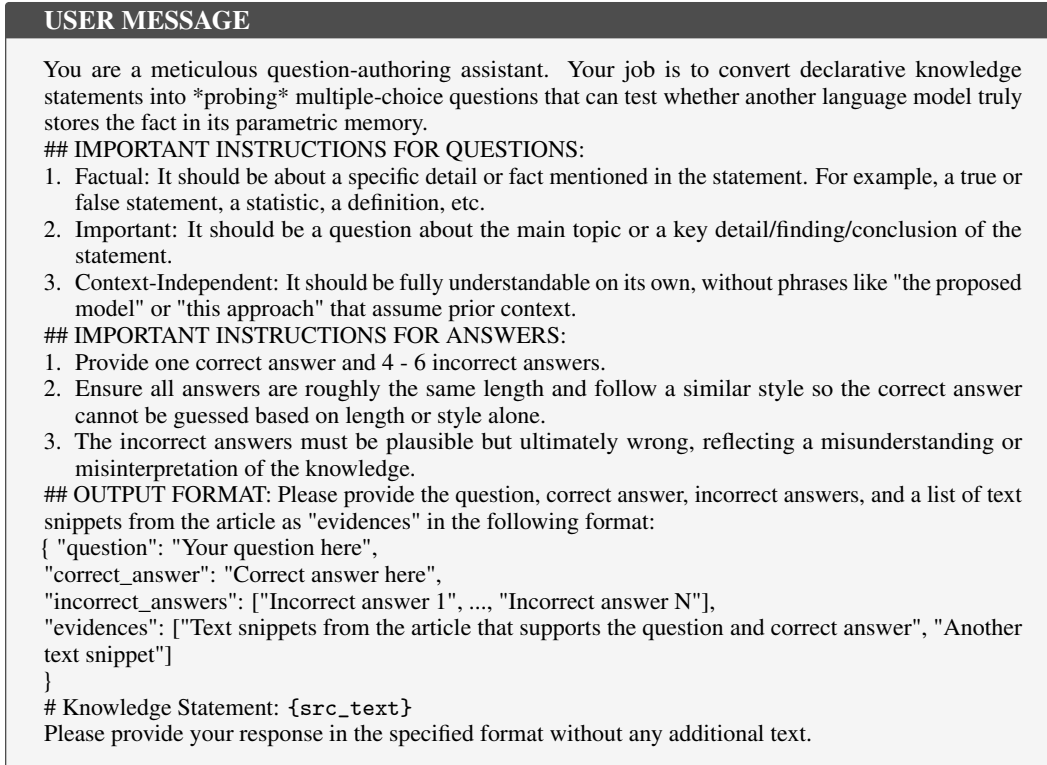 USER MESSAGE
You are a meticulous question-authoring assistant. Your job is to convert declarative knowledge
statements into *probing* multiple-choice questions that can test whether another language model truly
stores the fact in its parametric memory.
## IMPORTANT INSTRUCTIONS FOR QUESTIONS:
1. Factual: It should be about a specific detail or fact mentioned in the statement. For example, a true or
false statement, a statistic, a definition, etc.
2. Important: It should be a question about the main topic or a key detail/finding/conclusion of the
statement.
3. Context-Independent: It should be fully understandable on its own, without phrases like "the proposed
model" or "this approach" that assume prior context.
## IMPORTANT INSTRUCTIONS FOR ANSWERS:
1. Provide one correct answer and 4 - 6 incorrect answers.
2. Ensure all answers are roughly the same length and follow a similar style so the correct answer
cannot be guessed based on length or style alone.
3. The incorrect answers must be plausible but ultimately wrong, reflecting a misunderstanding or
misinterpretation of the knowledge.
## OUTPUT FORMAT: Please provide the question, correct answer, incorrect answers, and a list of text
snippets from the article as "evidences" in the following format:
{ "question": "Your question here",
"correct_answer": "Correct answer here",
"incorrect_answers": ["Incorrect answer 1", ..., "Incorrect answer N"],
"evidences": ["Text snippets from the article that supports the question and correct answer", "Another
text snippet"]
}
# Knowledge Statement: {src_text}
Please provide your response in the specified format without any additional text.